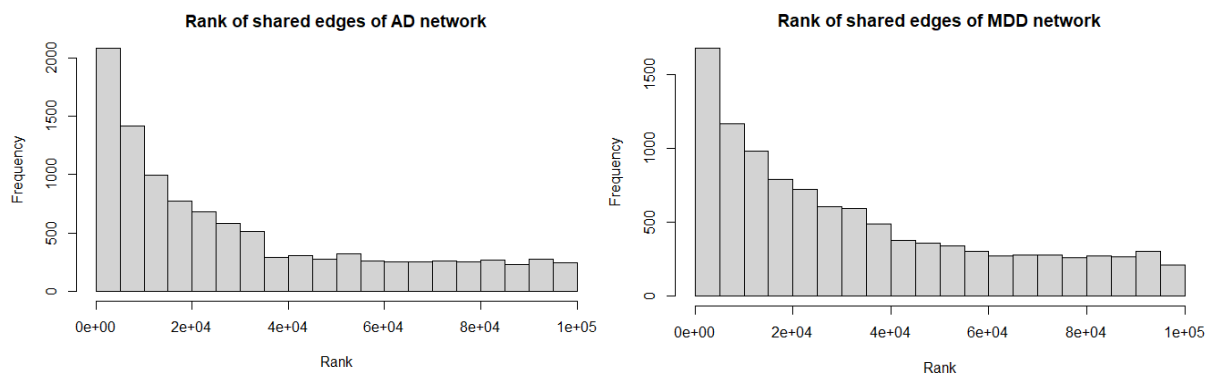 Rank of shared edges of AD network
Frequency
2000
1500
1000
500
0
0e+00 2e+04 4e+04 6e+04 8e+04 1e+05
Rank
Rank of shared edges of MDD network
Frequency
1500
1000
500
0
0e+00 2e+04 4e+04 6e+04 8e+04 1e+05
Rank